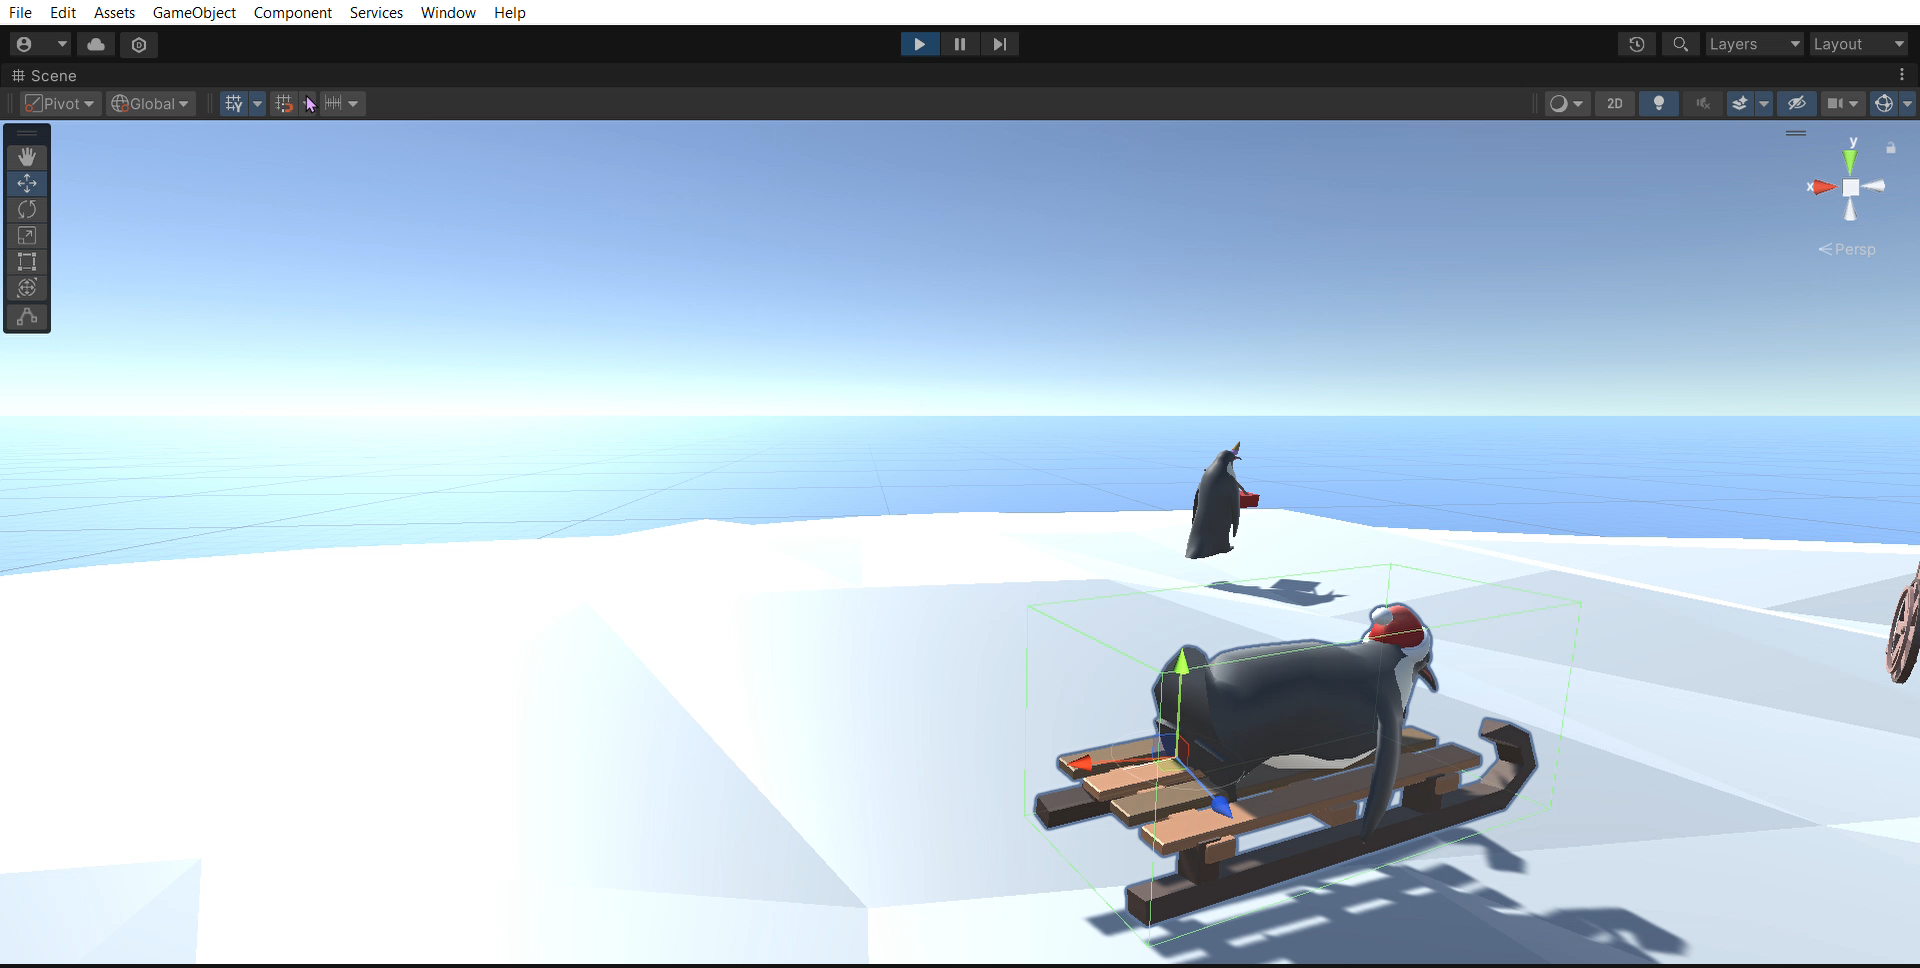 File Edit Assets GameObject Component Services Window Help
Layers Layout
Scene
Pivot Global 2D
y
x
Persp